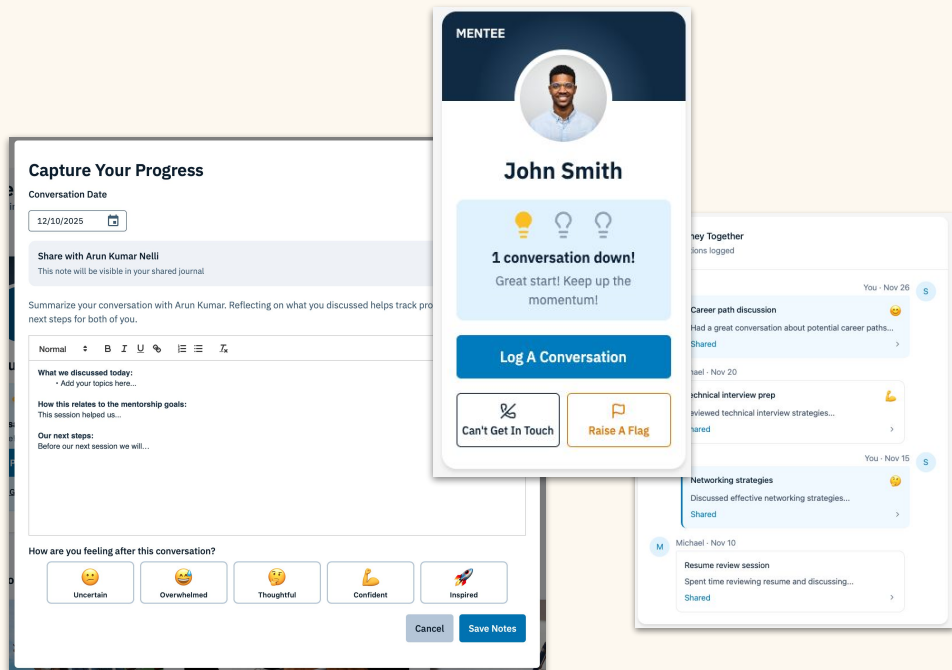 MENTEE
John Smith
1 conversation down!
Great start! Keep up the
momentum!
Log A Conversation
Can't Get In Touch
Raise A Flag
Capture Your Progress
Conversation Date
12/10/2025
Share with Arun Kumar Nelli
This note will be visible in your shared journal
Summarize your conversation with Arun Kumar. Reflecting on what you discussed helps track
next steps for both of you.
Normal
B I U
What we discussed today:
• Add your topics here...
How this relates to the mentorship goals:
This session helped us...
Our next steps:
Before our next session we will...
How are you feeling after this conversation?
Uncertain
Overwhelmed
Thoughtful
Confident
Inspired
Cancel
Save Notes
Together
logged
You · Nov 26
S
Career path discussion
Had a great conversation about potential career paths...
Shared
Nov 20
interview prep
technical interview strategies...
You · Nov 15
S
Networking strategies
Discussed effective networking strategies...
Shared
M
Michael · Nov 10
Resume review session
Spent time reviewing resume and discussing...
Shared